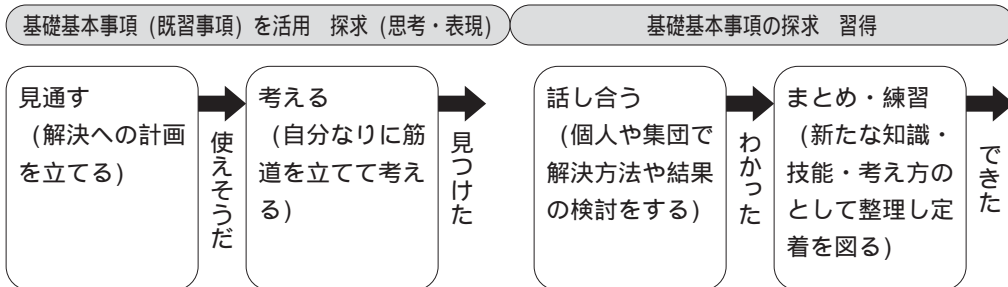 基礎基本事項(既習事項)を活用　探求(思考・表現)
基礎基本事項の探求　習得
見通す
(解決への計画
を立てる)
使えそうだ
考える
(自分なりに筋
道を立てて考え
る)
見つけた
話し合う
(個人や集団で
解決方法や結果
の検討をする)
わかった
まとめ・練習
(新たな知識・
技能・考え方の
として整理し定
着を図る)
できた